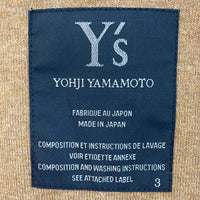 Y's
YOHJI YAMAMOTO
FABRIQUE AU JAPON
MADE IN JAPAN
COMPOSITION ET INSTRUCTIONS DE LAVAGE
VOIR ETIQUETTE ANNEXE
COMPOSITION AND WASHING INSTRUCTIONS
SEE ATTACHED LABEL
3